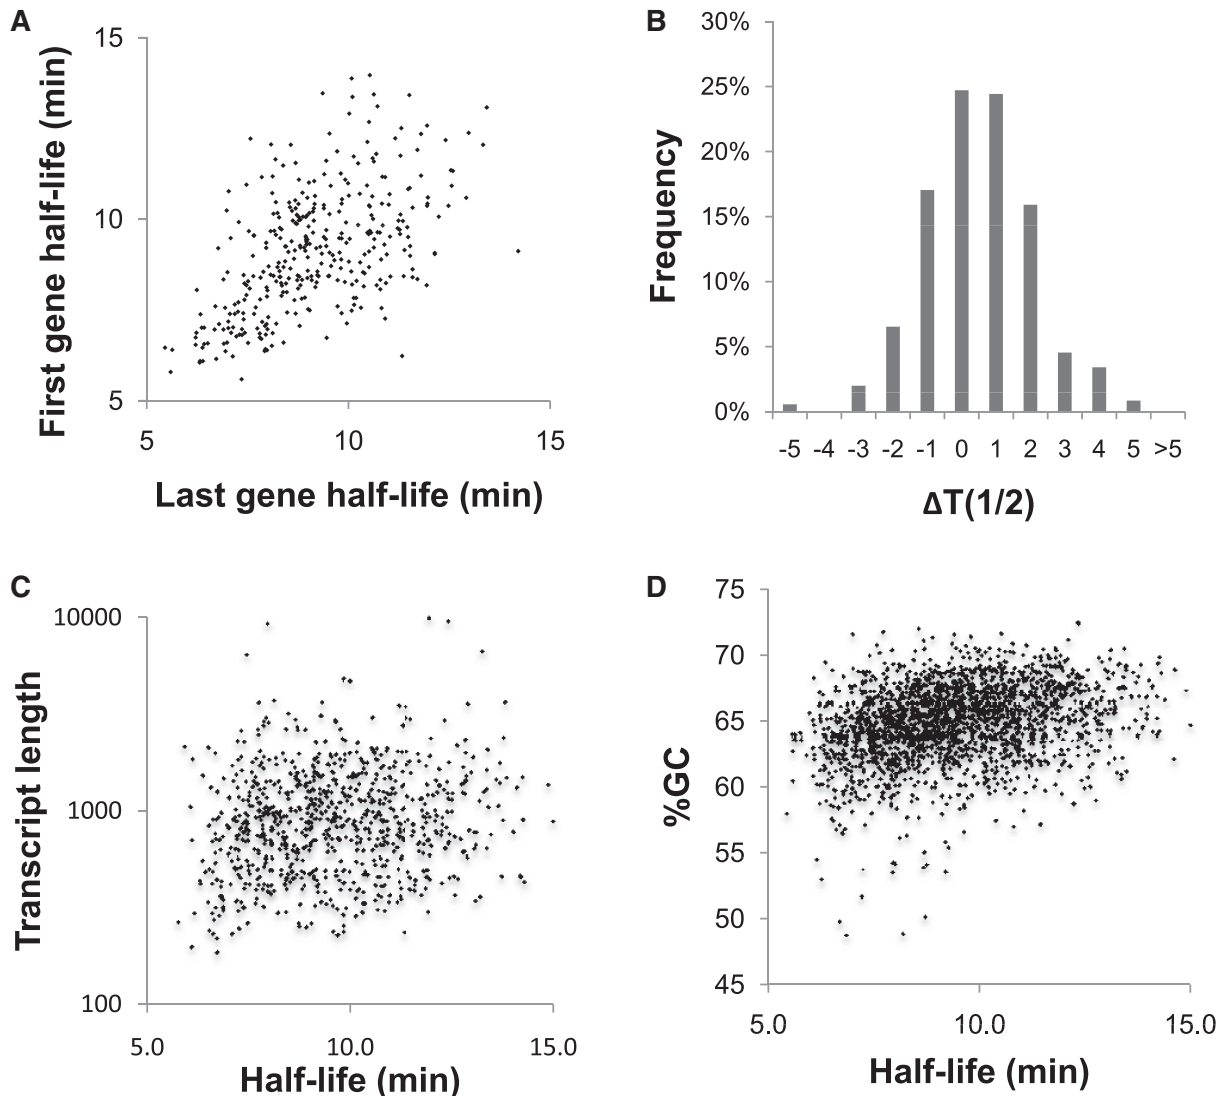 A
First gene half-life (min)
15
10
5
5 10 15
Last gene half-life (min)
B
Frequency
30%
25%
20%
15%
10%
5%
0%
-5 -4 -3 -2 -1 0 1 2 3 4 5 >5
ΔT(1/2)
C
Transcript length
10000
1000
100
5.0 10.0 15.0
Half-life (min)
D
%GC
75
70
65
60
55
50
45
5.0 10.0 15.0
Half-life (min)